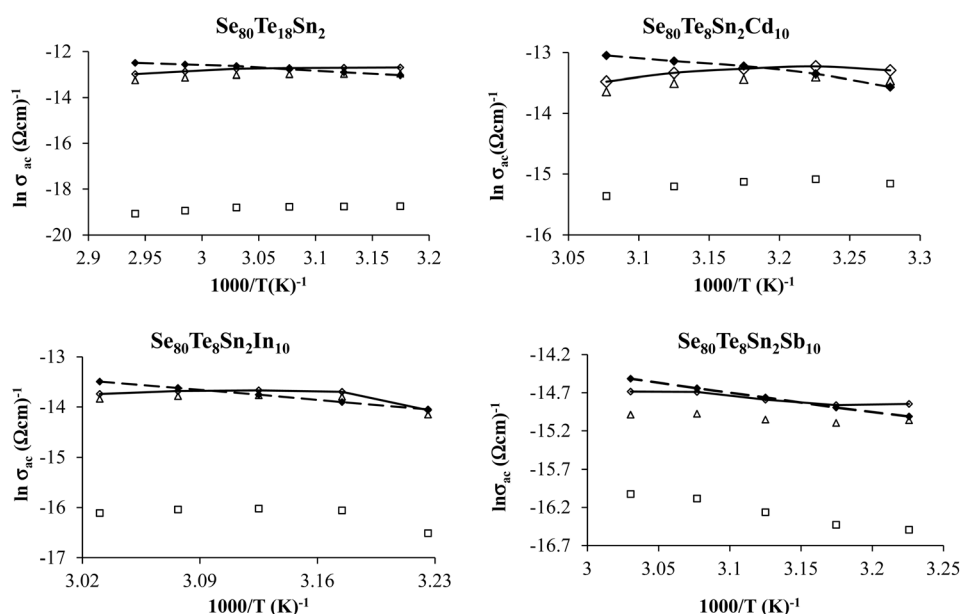 Se80Te18Sn2
-10
-12
-14
-16
-18
-20
2.9 2.95 3 3.05 3.1 3.15 3.2
1000/T(K)-1
ln σ ac (Ωcm)-1
Se80Te8Sn2Cd10
-13
-14
-15
-16
3.05 3.1 3.15 3.2 3.25 3.3
1000/T (K)-1
ln σac(Ωcm)-1
Se80Te8Sn2In10
-13
-14
-15
-16
-17
3.02 3.09 3.16 3.23
1000/T (K)-1
ln σac (Ωcm)-1
Se80Te8Sn2Sb10
-14.2
-14.7
-15.2
-15.7
-16.2
-16.7
3 3.05 3.1 3.15 3.2 3.25
1000/T (K)-1
lnσac (Ωcm)-1